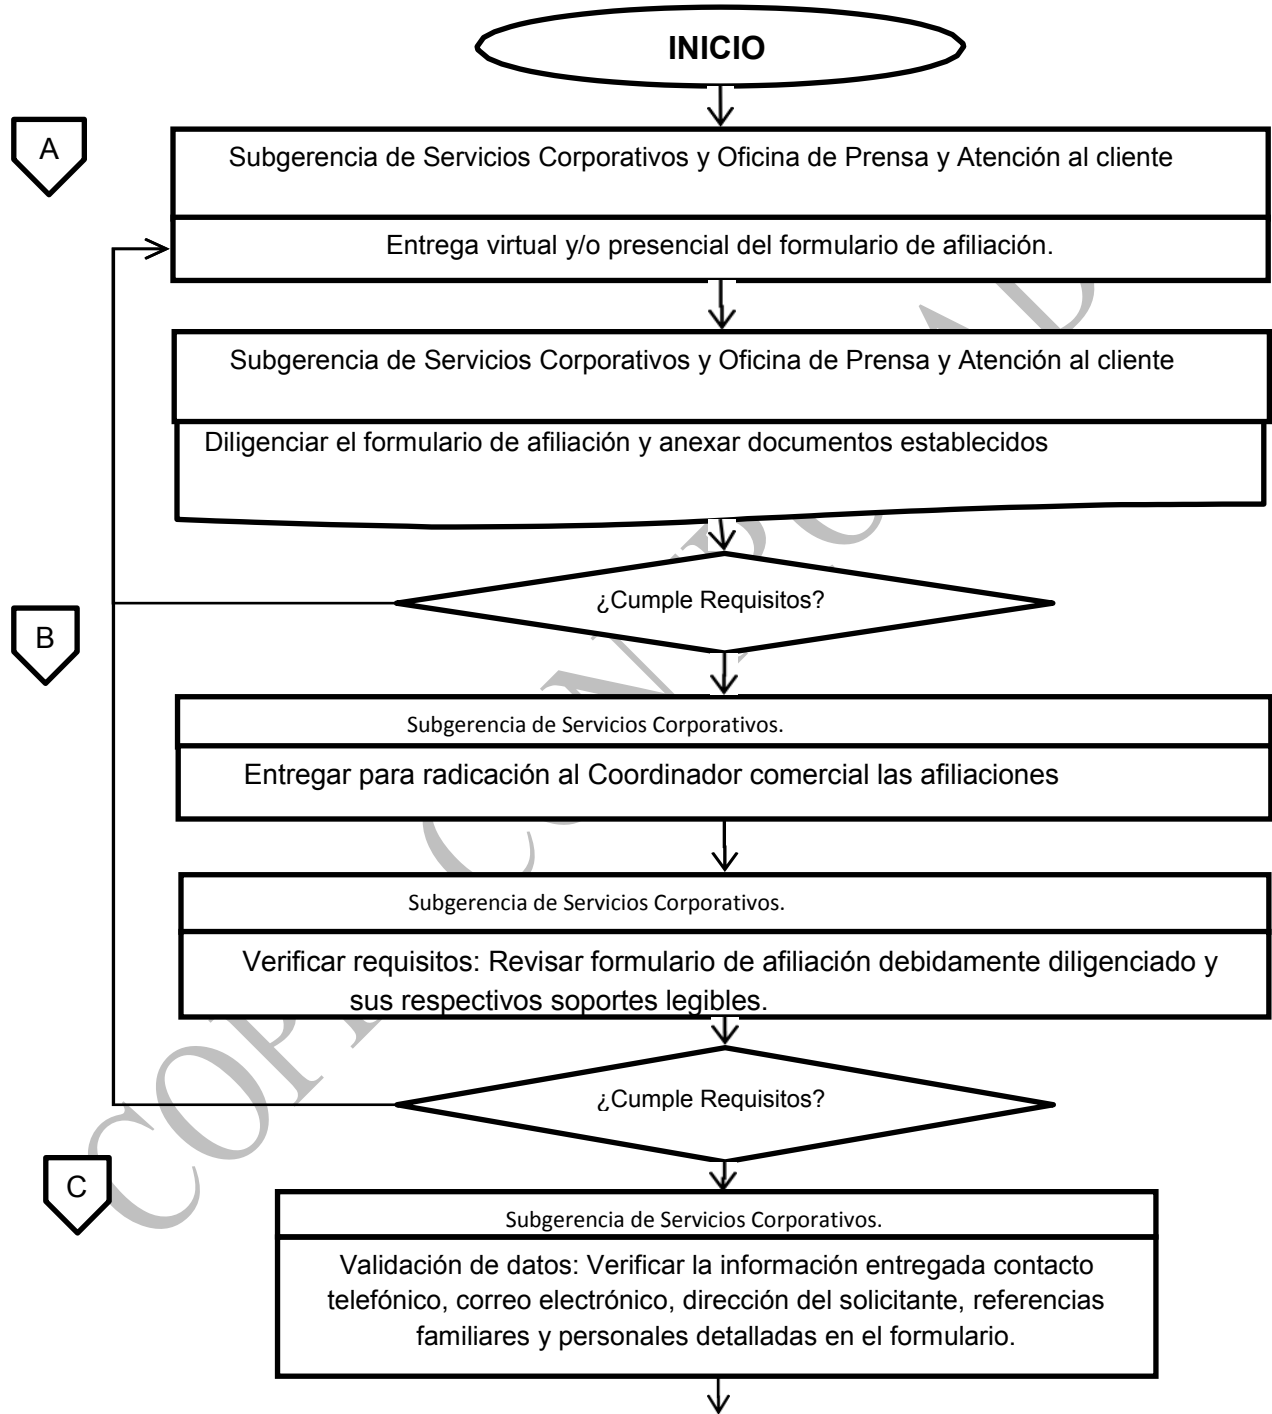 INICIO
A
Subgerencia de Servicios Corporativos y Oficina de Prensa y Atención al cliente
Entrega virtual y/o presencial del formulario de afiliación.
Subgerencia de Servicios Corporativos y Oficina de Prensa y Atención al cliente
Diligenciar el formulario de afiliación y anexar documentos establecidos
¿Cumple Requisitos?
B
Subgerencia de Servicios Corporativos.
Entregar para radicación al Coordinador comercial las afiliaciones
Subgerencia de Servicios Corporativos.
Verificar requisitos: Revisar formulario de afiliación debidamente diligenciado y
sus respectivos soportes legibles.
¿Cumple Requisitos?
C
Subgerencia de Servicios Corporativos.
Validación de datos: Verificar la información entregada contacto
telefónico, correo electrónico, dirección del solicitante, referencias
familiares y personales detalladas en el formulario.